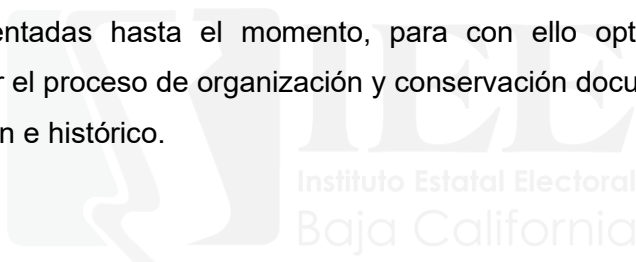 entadas hasta el momento, para con ello opt
r el proceso de organización y conservación docu
n e histórico.
IEE
Instituto Estatal Electoral
Baja California